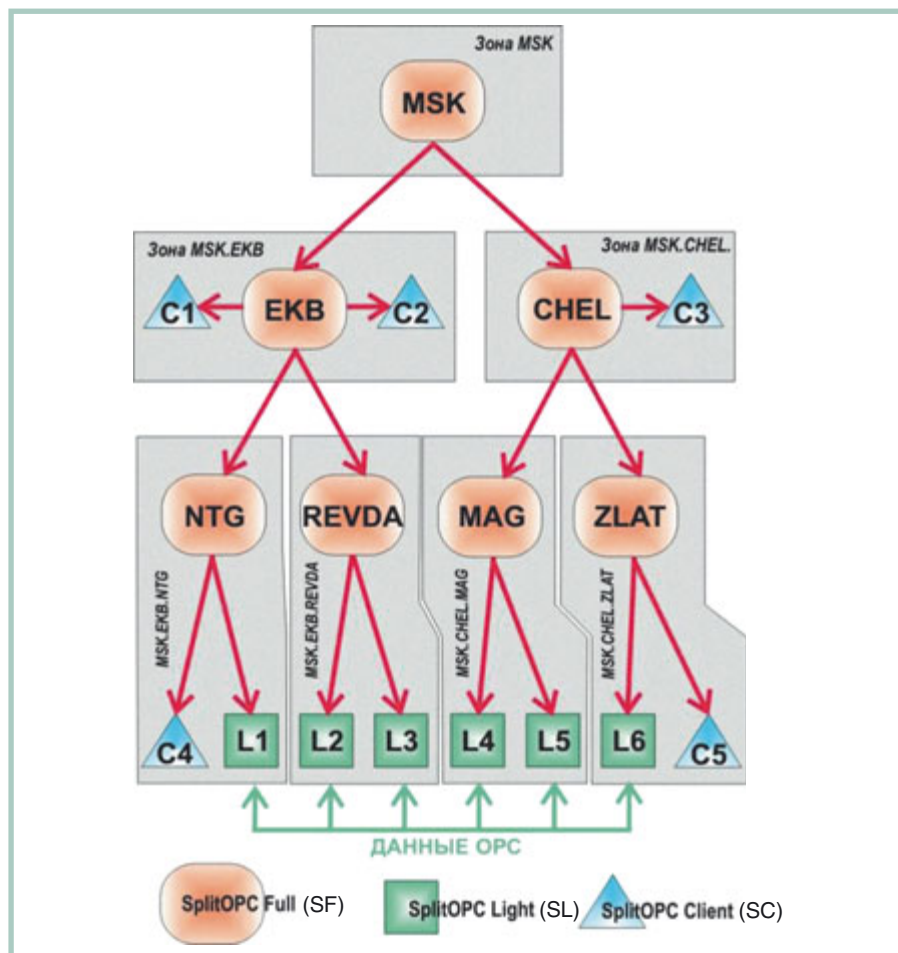 Зона MSK
MSK
Зона MSK.EKB
Зона MSK.CHEL.
C1
EKB
C2
CHEL
C3
NTG
REVDA
MAG
ZLAT
MSK.EKB.NTG
MSK.EKB.REVDA
MSK.CHEL.MAG
MSK.CHEL.ZLAT
C4
L1
L2
L3
L4
L5
L6
C5
ДАННЫЕ OPC
SplitOPC Full (SF)
SplitOPC Light (SL)
SplitOPC Client (SC)